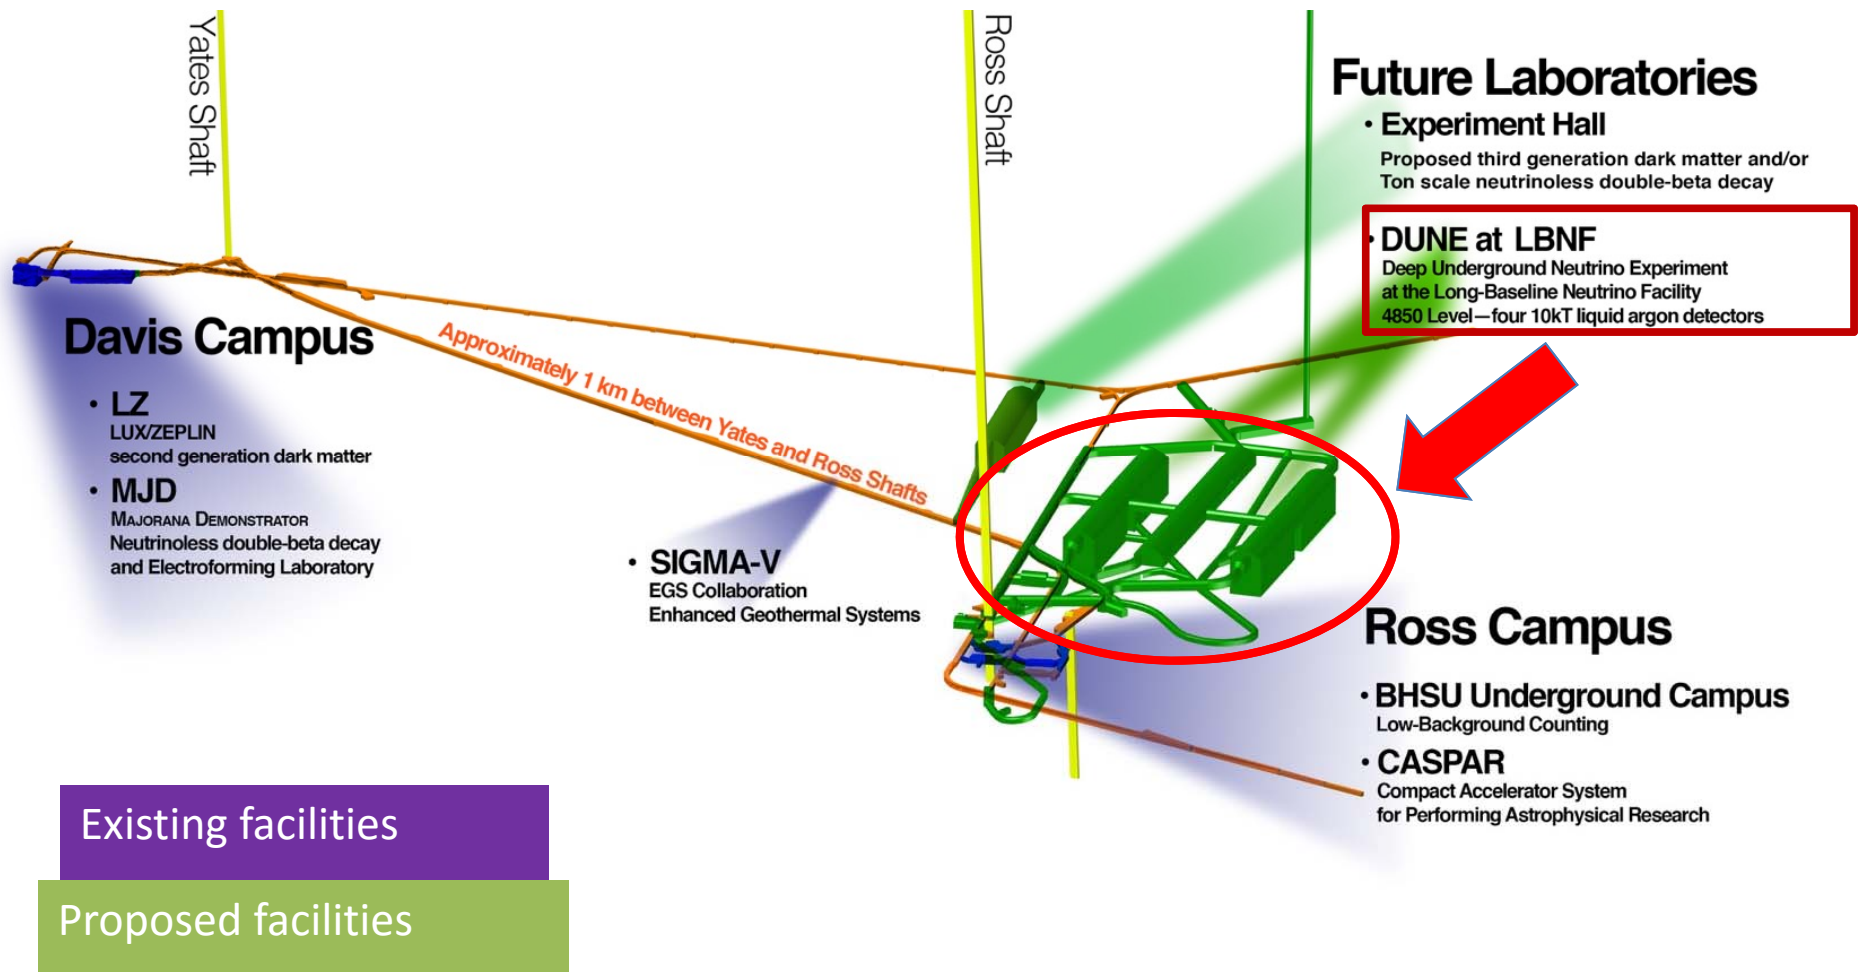 Yates Shaft
Ross Shaft
Future Laboratories
• Experiment Hall
Proposed third generation dark matter and/or
Ton scale neutrinoless double-beta decay
• DUNE at LBNF
Deep Underground Neutrino Experiment
at the Long-Baseline Neutrino Facility
4850 Level—four 10kT liquid argon detectors
Davis Campus
• LZ
LUX/ZEPLIN
second generation dark matter
• MJD
MAJORANA DEMONSTRATOR
Neutrinoless double-beta decay
and Electroforming Laboratory
Approximately 1 km between Yates and Ross Shafts
• SIGMA-V
EGS Collaboration
Enhanced Geothermal Systems
Ross Campus
• BHSU Underground Campus
Low-Background Counting
• CASPAR
Compact Accelerator System
for Performing Astrophysical Research
Existing facilities
Proposed facilities